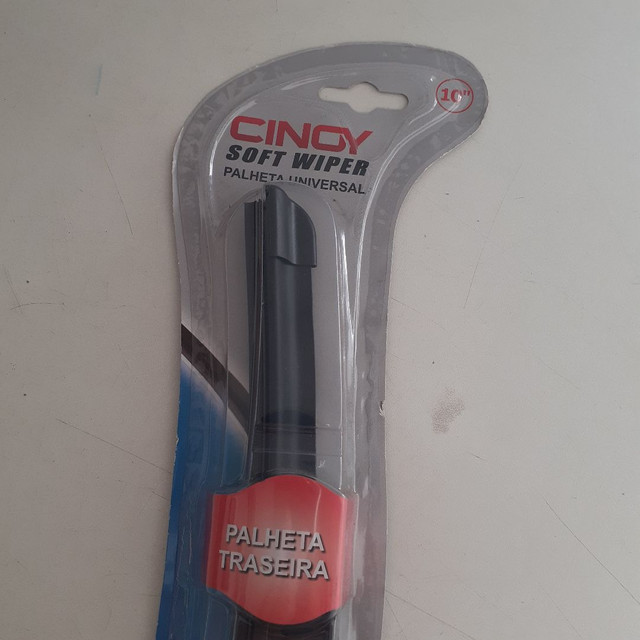 10"
CINOY
SOFT WIPER
PALHETA UNIVERSAL
PALHETA
TRASEIRA